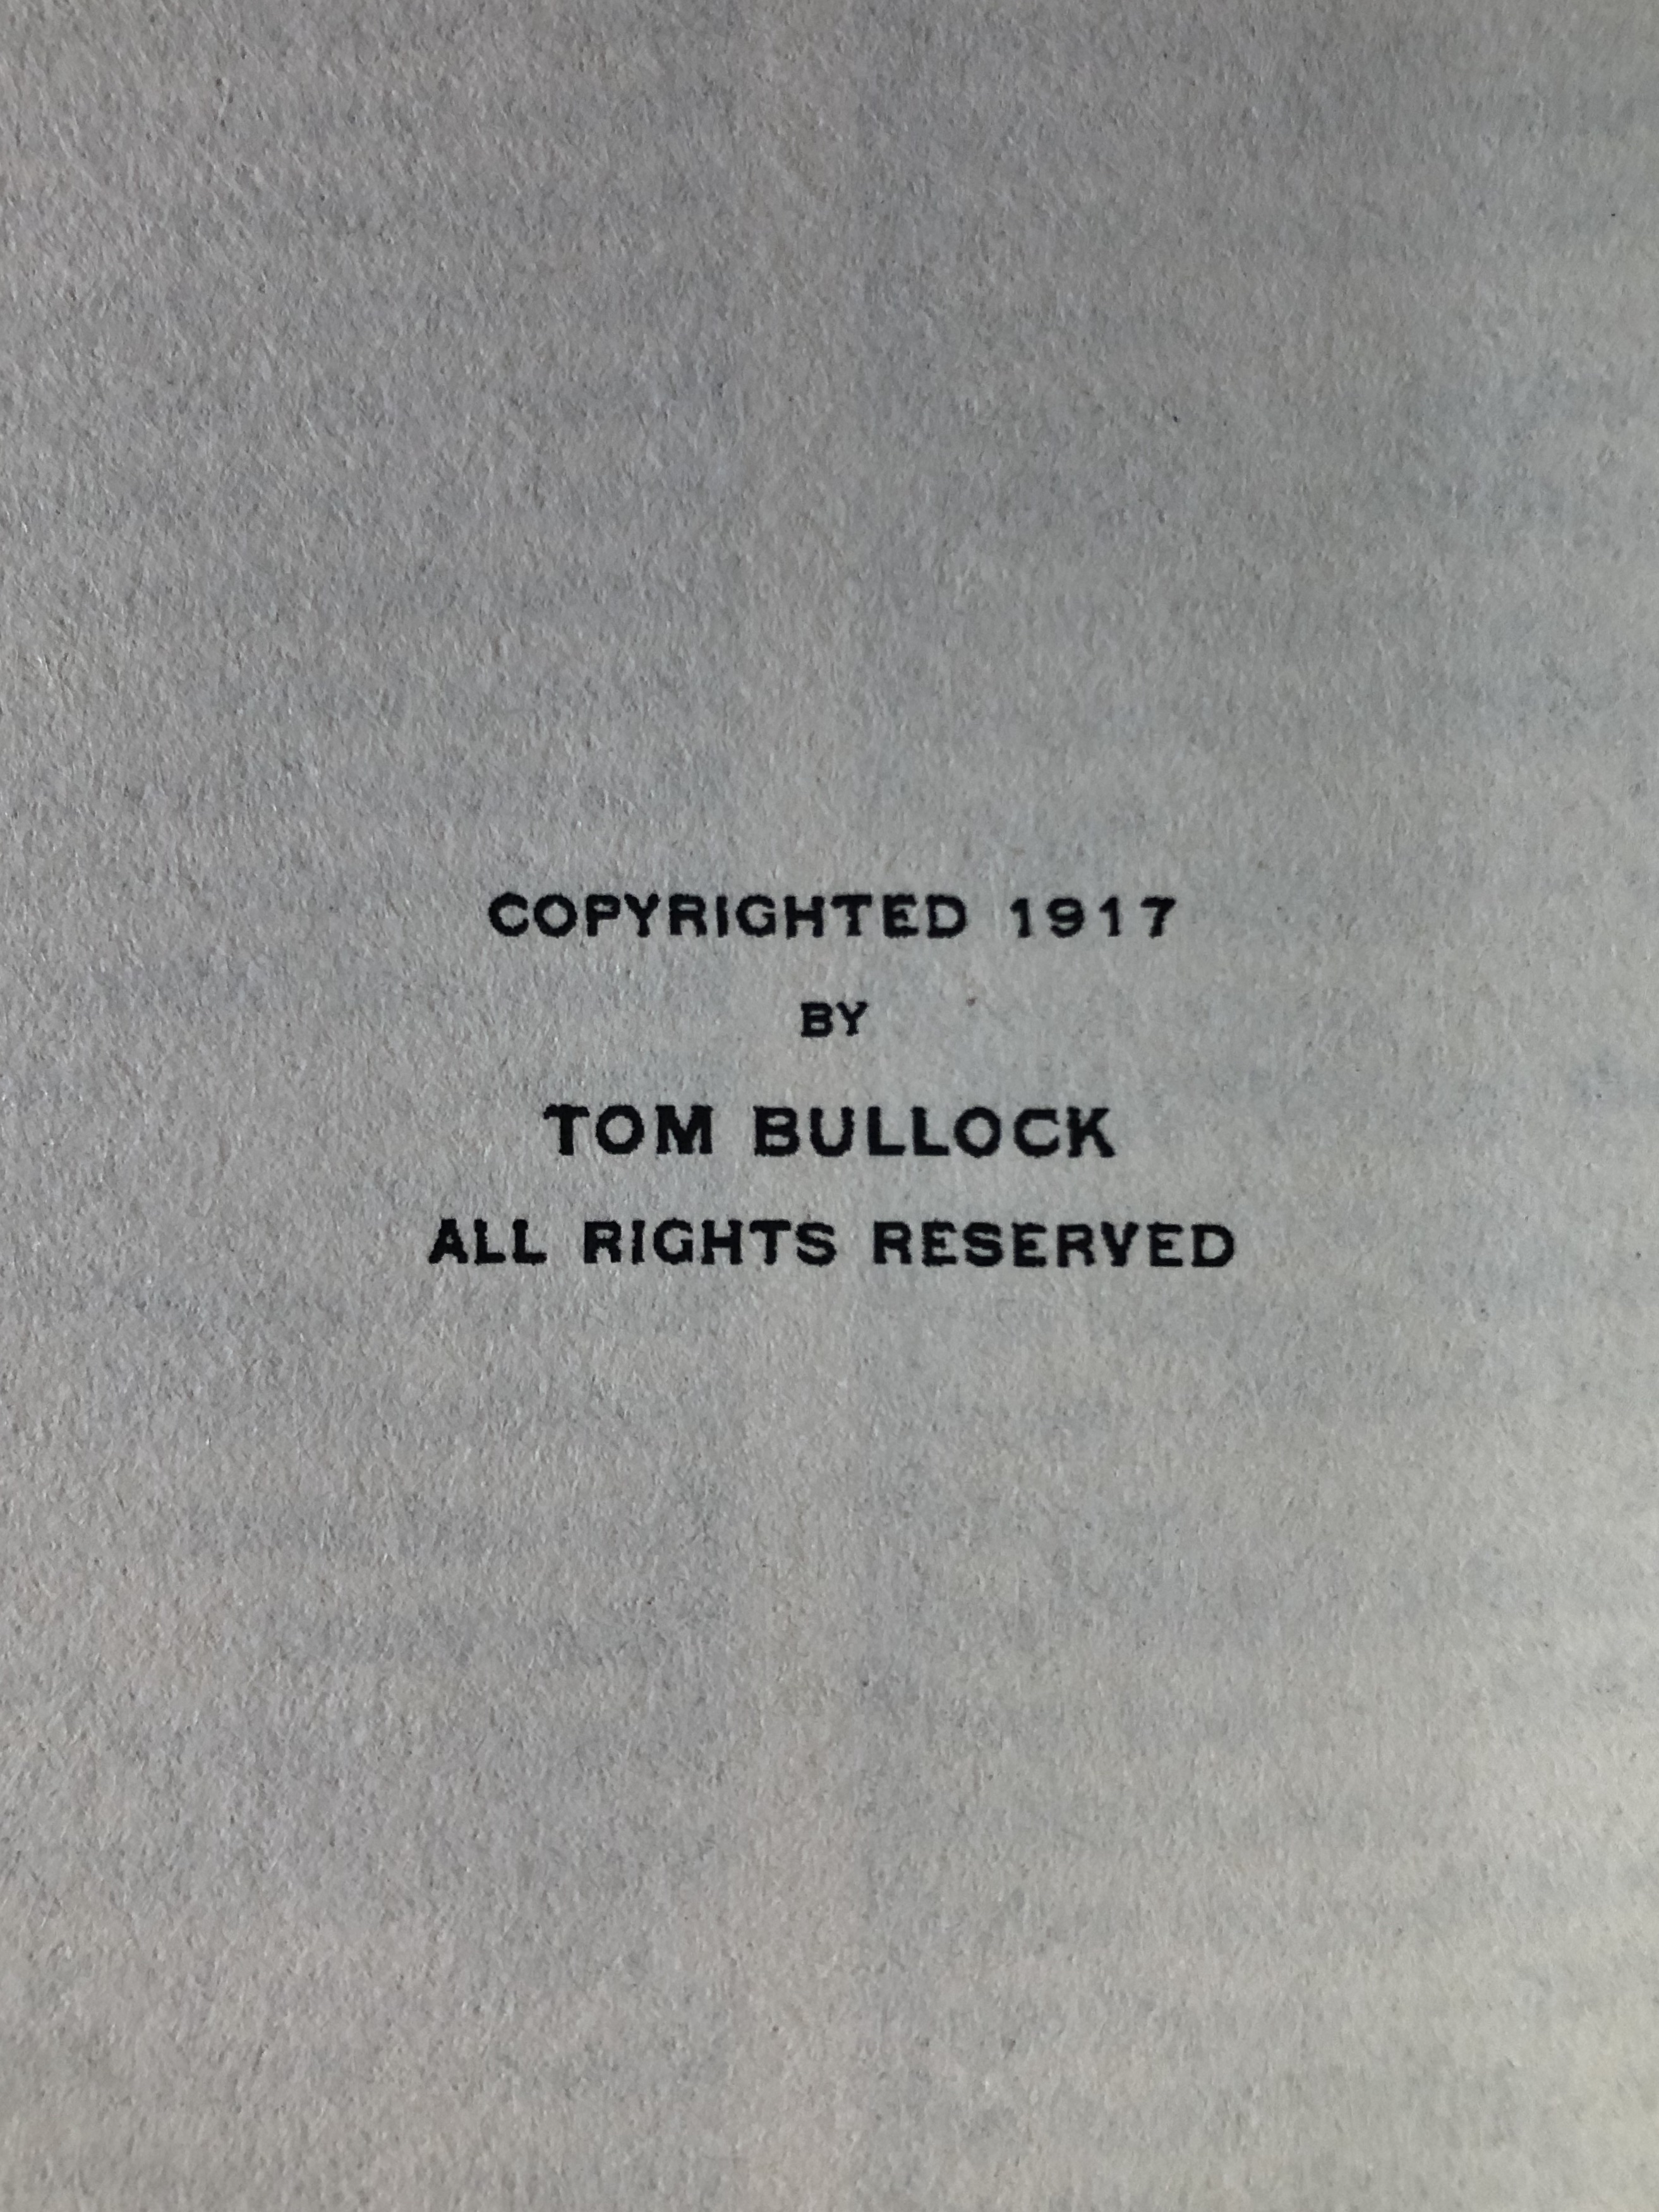 COPYRIGHTED 1917
BY
TOM BULLOCK
ALL RIGHTS RESERVED